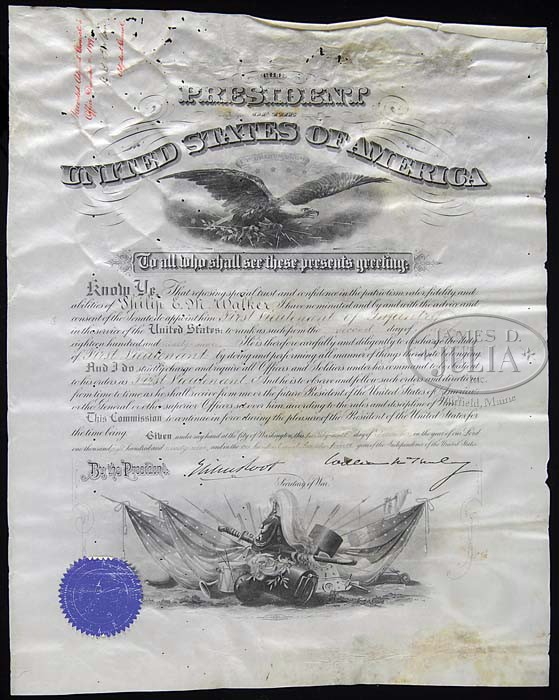 THE
PRESIDENT
OF THE
UNITED STATES OF AMERICA
To all who shall see these presents greeting:
Know Ye, That reposing special trust and confidence in the patriotism valor fidelity and
abilities of Philip E. M. Walker I have nominated and by and with the advice and
consent of the Senate do appoint him First Lieutenant of Infantry
in the service of the United States: to rank as such from the second day of
eighteen hundred and ninety nine He is therefore carefully and diligently to discharge the duty
of First Lieutenant by doing and performing all manner of things thereunto belonging
And I do strictly charge and require all Officers and Soldiers under his command to be obedient
to his orders as First Lieutenant And he is to observe and follow such orders and directions
from time to time as he shall receive from me or the future President of the United States of America
or the General or other superior Officers set over him according to the rules and discipline of War
This Commission to continue in force during the pleasure of the President of the United States for
the time being.
Given under my hand at the City of Washington, this day of in the year of our Lord
one thousand eight hundred and ninety nine, and in the year of the Independence of the United States
By the President,
Elihu Root William McKinley
Secretary of War.
JAMES D.
JULIA
Fairfield, Maine